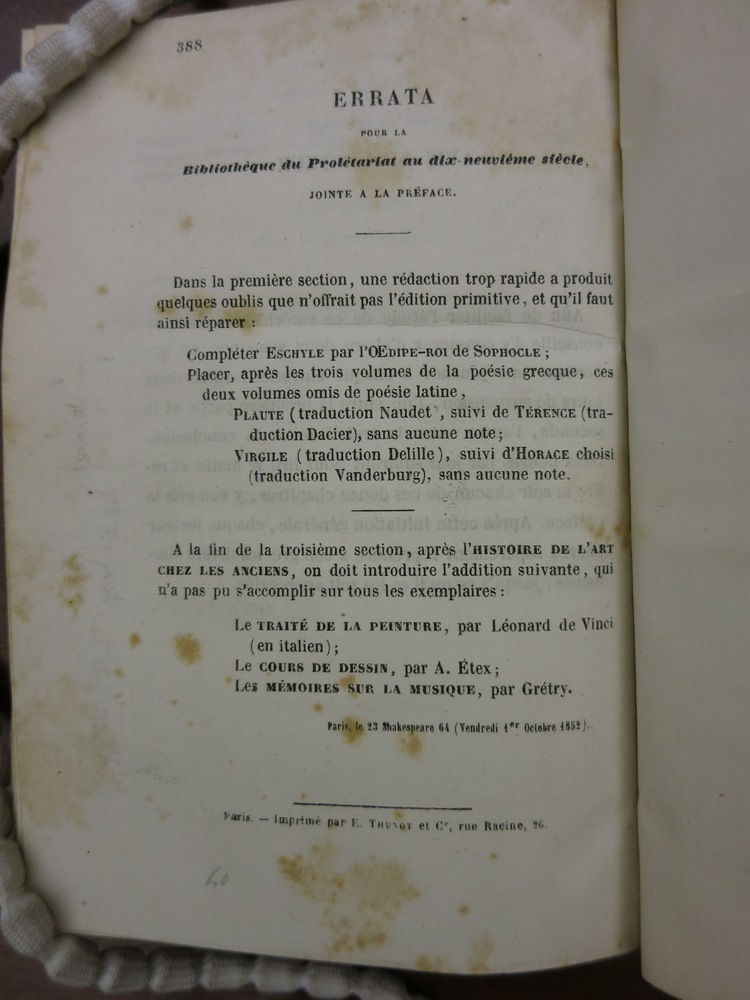 388
ERRATA
POUR LA
Bibliothèque du Prolétariat au dix-neuvième siècle,
JOINTE A LA PRÉFACE.
Dans la première section, une rédaction trop rapide a produit
quelques oublis que n'offrait pas l'édition primitive, et qu'il faut
ainsi réparer :
Compléter ESCHYLE par l'OEDIPE-ROI de SOPHOCLE ;
Placer, après les trois volumes de la poésie grecque, ces
deux volumes omis de poésie latine,
PLAUTE (traduction Naudet , suivi de TÉRENCE (tra-
duction Dacier), sans aucune note ;
VIRGILE (traduction Delille), suivi d'HORACE choisi
(traduction Vanderburg), sans aucune note.
A la fin de la troisième section, après l'HISTOIRE DE L'ART
CHEZ LES ANCIENS, on doit introduire l'addition suivante, qui
n'a pas pu s'accomplir sur tous les exemplaires :
Le TRAITÉ DE LA PEINTURE, par Léonard de Vinci
(en italien) ;
Le COURS DE DESSIN, par A. Étex ;
Les MÉMOIRES SUR LA MUSIQUE, par Grétry.
Paris, le 23 Shakespeare 64 (Vendredi 1er Octobre 1852).
Paris. — Imprimé par E. THUNOT et Ce, rue Racine, 26.